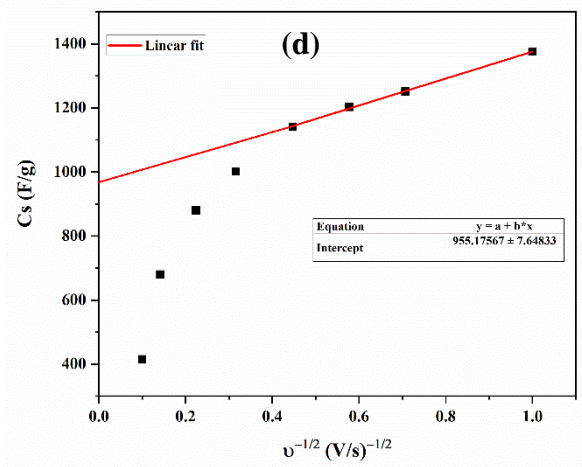 (d)
Linear fit
1400
1200
1000
800
600
400
Cs (F/g)
Equation y = a + b*x
Intercept 955.17567 ± 7.64833
0.0 0.2 0.4 0.6 0.8 1.0
υ⁻¹/² (V/s)⁻¹/²